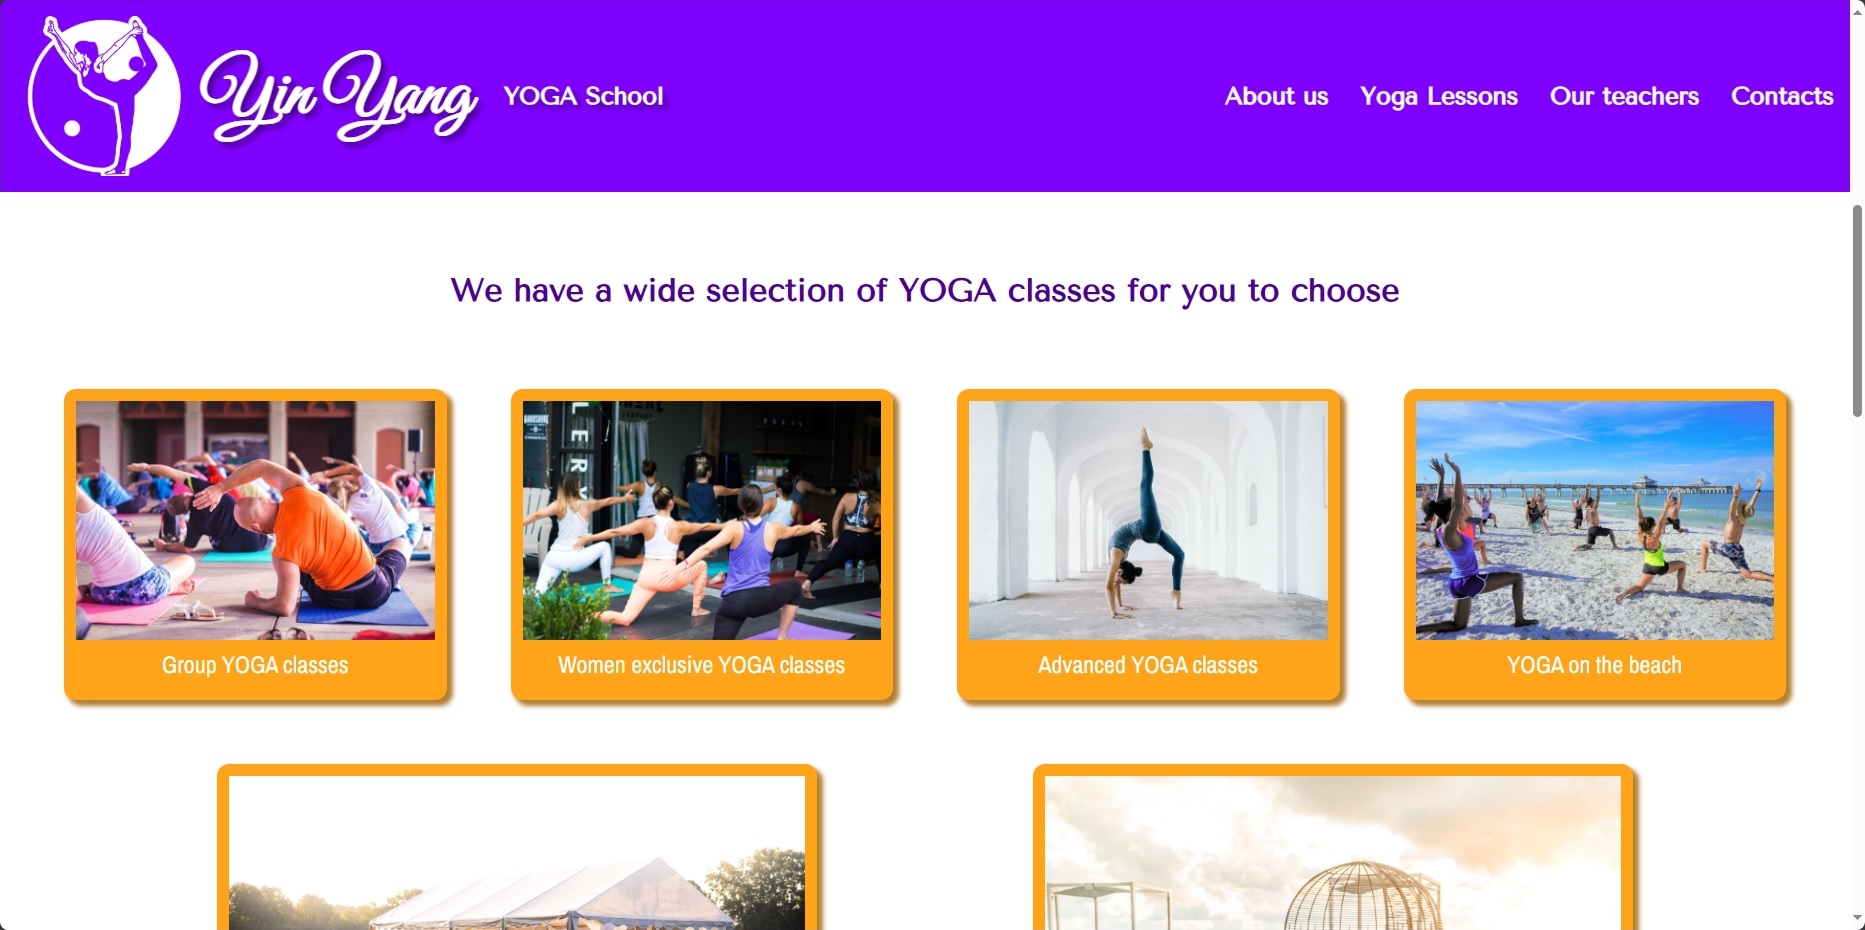 Yin Yang YOGA School
About us Yoga Lessons Our teachers Contacts
We have a wide selection of YOGA classes for you to choose
Group YOGA classes
Women exclusive YOGA classes
Advanced YOGA classes
YOGA on the beach